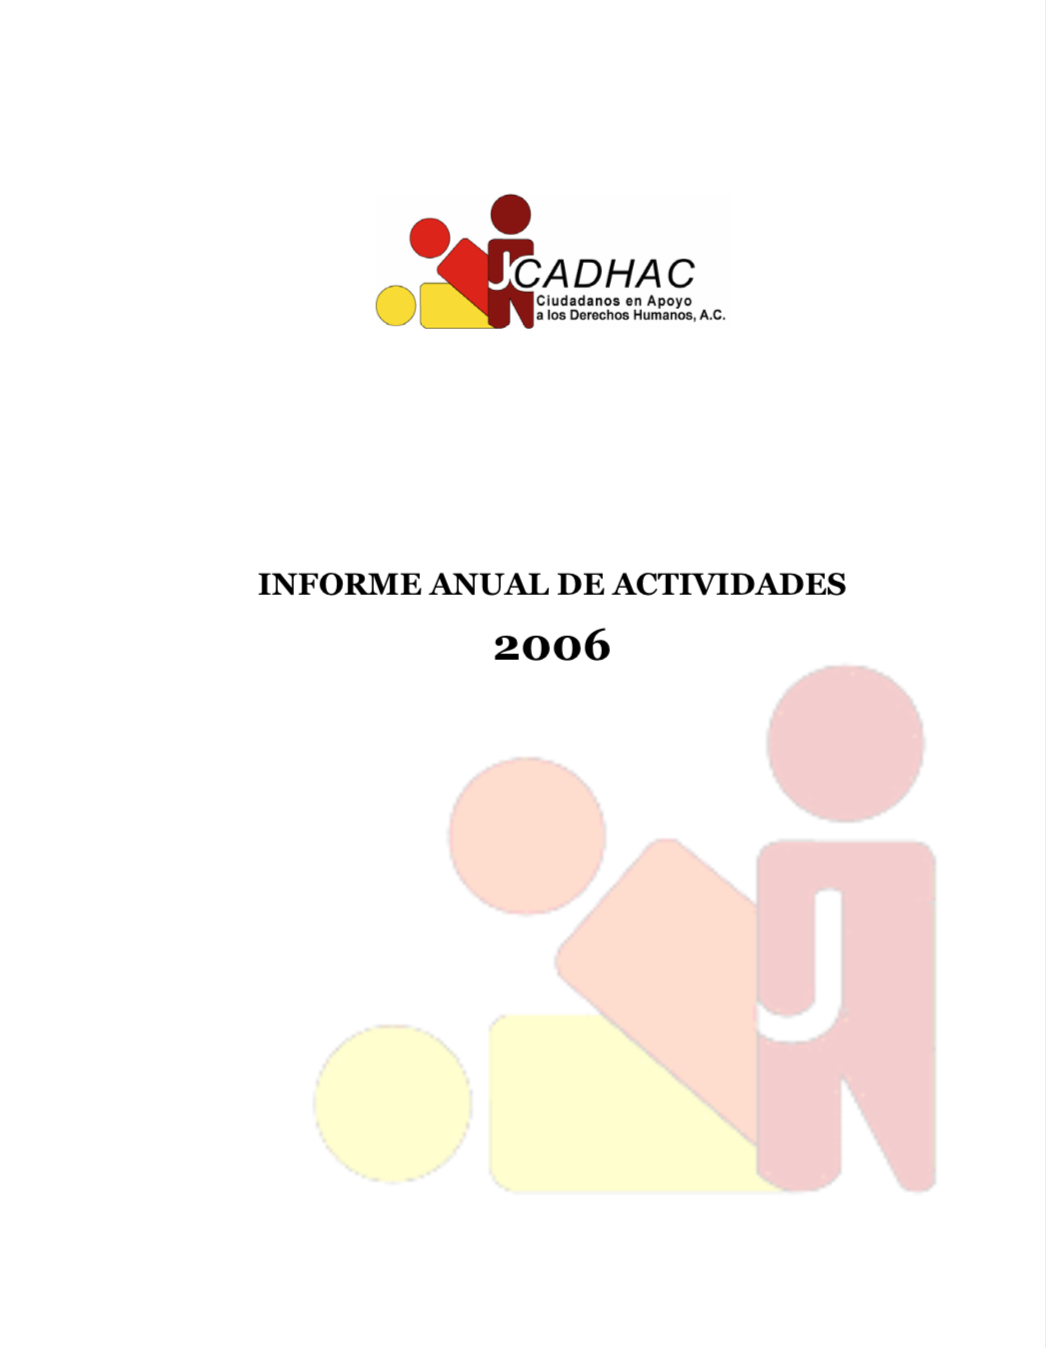 CADHAC
Ciudadanos en Apoyo
a los Derechos Humanos, A.C.
INFORME ANUAL DE ACTIVIDADES
2006